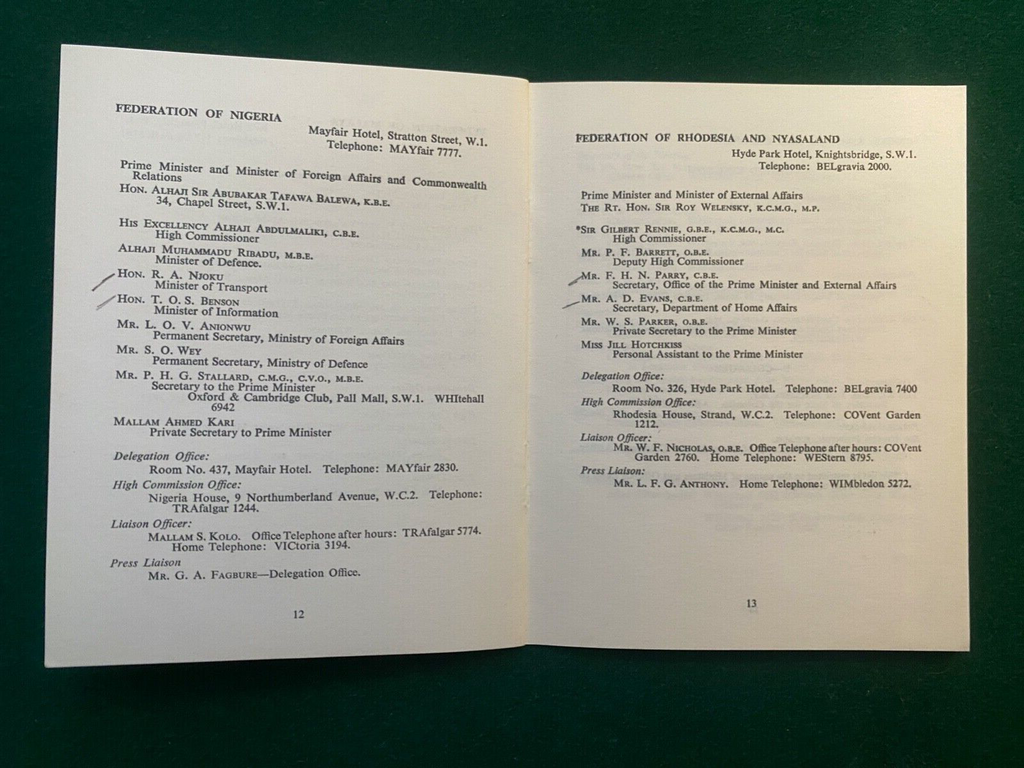 FEDERATION OF NIGERIA
Mayfair Hotel, Stratton Street, W.1.
Telephone: MAYfair 7777.
Prime Minister and Minister of Foreign Affairs and Commonwealth
Relations
HON. ALHAJI SIR ABUBAKAR TAFAWA BALEWA, K.B.E.
34, Chapel Street, S.W.1.
HIS EXCELLENCY ALHAJI ABDULMALIKI, C.B.E.
High Commissioner
ALHAJI MUHAMMADU RIBADU, M.B.E.
Minister of Defence.
HON. R. A. NJOKU
Minister of Transport
HON. T. O. S. BENSON
Minister of Information
MR. L. O. V. ANIONWU
Permanent Secretary, Ministry of Foreign Affairs
MR. S. O. WEY
Permanent Secretary, Ministry of Defence
MR. P. H. G. STALLARD, C.M.G., C.V.O., M.B.E.
Secretary to the Prime Minister
Oxford & Cambridge Club, Pall Mall, S.W.1. WHItehall
6942
MALLAM AHMED KARI
Private Secretary to Prime Minister
Delegation Office:
Room No. 437, Mayfair Hotel. Telephone: MAYfair 2830.
High Commission Office:
Nigeria House, 9 Northumberland Avenue, W.C.2. Telephone:
TRAfalgar 1244.
Liaison Officer:
MALLAM S. KOLO. Office Telephone after hours: TRAfalgar 5774.
Home Telephone: VICtoria 3194.
Press Liaison
MR. G. A. FAGBURE—Delegation Office.
12
FEDERATION OF RHODESIA AND NYASALAND
Hyde Park Hotel, Knightsbridge, S.W.1.
Telephone: BELgravia 2000.
Prime Minister and Minister of External Affairs
THE RT. HON. SIR ROY WELENSKY, K.C.M.G., M.P.
*SIR GILBERT RENNIE, G.B.E., K.C.M.G., M.C.
High Commissioner
MR. P. F. BARRETT, O.B.E.
Deputy High Commissioner
MR. F. H. N. PARRY, C.B.E.
Secretary, Office of the Prime Minister and External Affairs
MR. A. D. EVANS, C.B.E.
Secretary, Department of Home Affairs
MR. W. S. PARKER, O.B.E.
Private Secretary to the Prime Minister
MISS JILL HOTCHKISS
Personal Assistant to the Prime Minister
Delegation Office:
Room No. 326, Hyde Park Hotel. Telephone: BELgravia 7400
High Commission Office:
Rhodesia House, Strand, W.C.2. Telephone: COVent Garden
1212.
Liaison Officer:
MR. W. F. NICHOLAS, O.B.E. Office Telephone after hours: COVent
Garden 2760. Home Telephone: WEStern 8795.
Press Liaison:
MR. L. F. G. ANTHONY. Home Telephone: WIMbledon 5272.
13